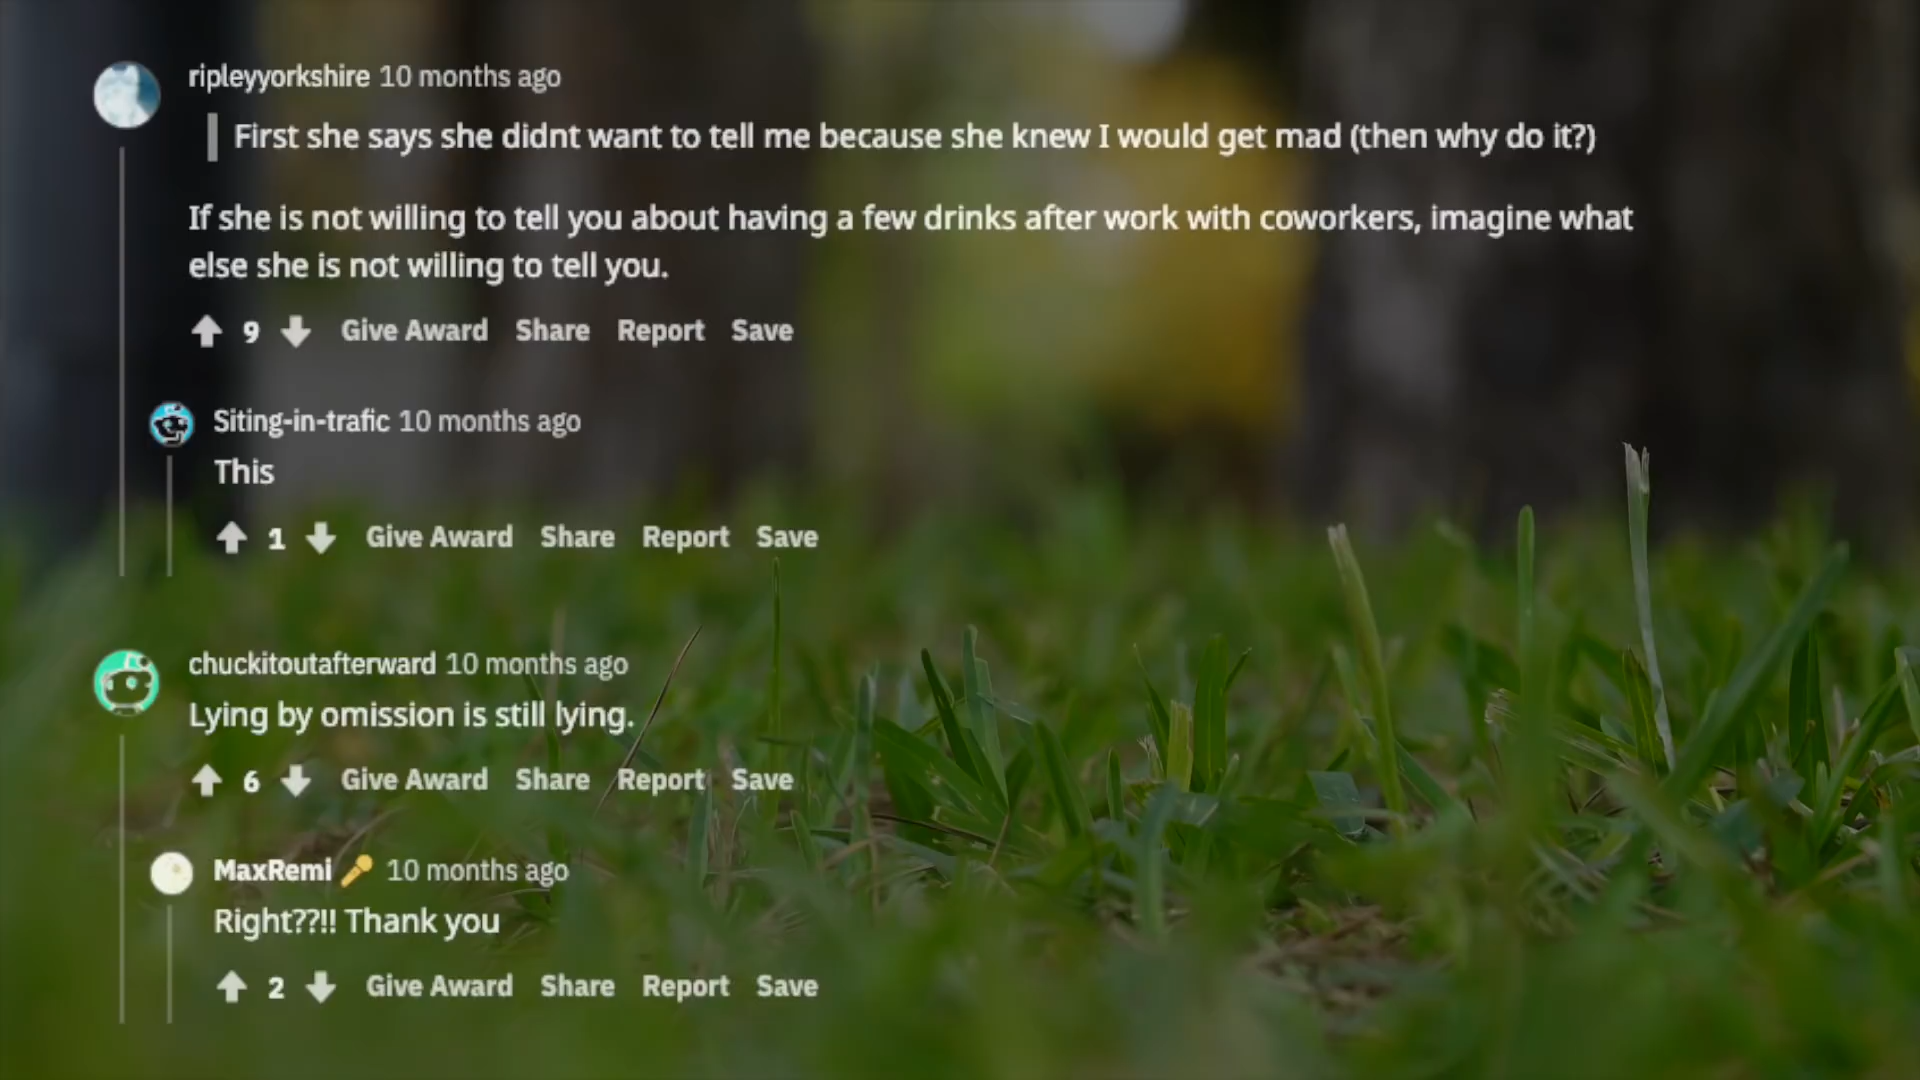 ripleyyorkshire 10 months ago
First she says she didnt want to tell me because she knew I would get mad (then why do it?)
If she is not willing to tell you about having a few drinks after work with coworkers, imagine what
else she is not willing to tell you.
9 Give Award Share Report Save
Siting-in-trafic 10 months ago
This
1 Give Award Share Report Save
chuckitoutafterward 10 months ago
Lying by omission is still lying.
6 Give Award Share Report Save
MaxRemi 🎤 10 months ago
Right??!! Thank you
2 Give Award Share Report Save